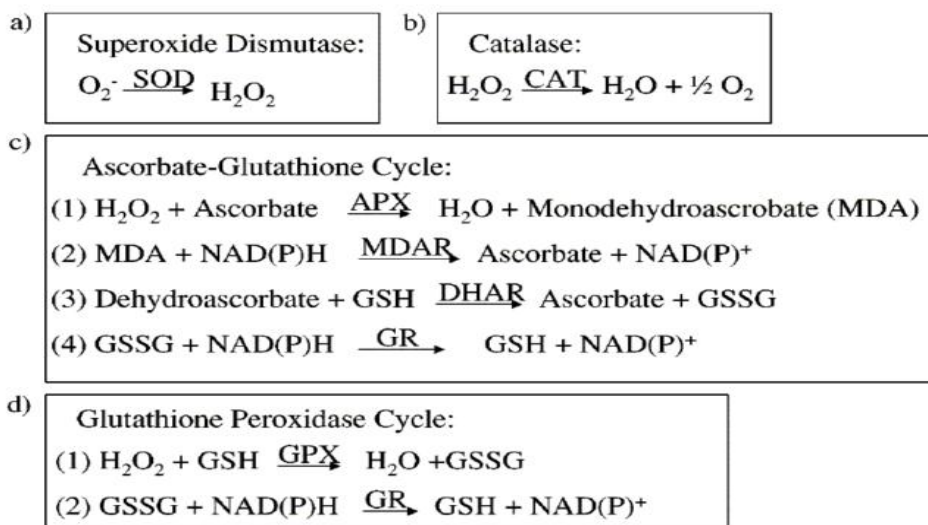 a)
Superoxide Dismutase:
O₂⁻ SOD H₂O₂
b)
Catalase:
H₂O₂ CAT H₂O + ½ O₂
c)
Ascorbate-Glutathione Cycle:
(1) H₂O₂ + Ascorbate APX H₂O + Monodehydroascrobate (MDA)
(2) MDA + NAD(P)H MDAR Ascorbate + NAD(P)⁺
(3) Dehydroascorbate + GSH DHAR Ascorbate + GSSG
(4) GSSG + NAD(P)H GR GSH + NAD(P)⁺
d)
Glutathione Peroxidase Cycle:
(1) H₂O₂ + GSH GPX H₂O +GSSG
(2) GSSG + NAD(P)H GR GSH + NAD(P)⁺